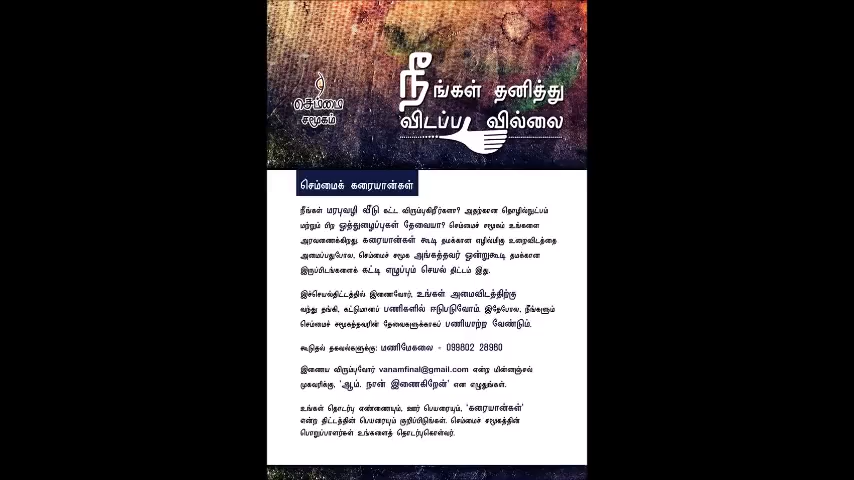 செம்மை
சமூகம்
நீங்கள் தனித்து
விடப்படவில்லை
செம்மைக் கரையான்கள்
நீங்கள் மரபுவழி வீடு கட்ட விரும்புகிறீர்களா? அதற்கான தொழில்நுட்பம்
மற்றும் பிற ஒத்துழைப்புகள் தேவையா? செம்மைச் சமூகம் உங்களை
அரவணைக்கிறது. கரையான்கள் கூடி தமக்கான எழில்மிகு உறைவிடத்தை
அமைப்பதுபோல, செம்மைச் சமூக அங்கத்தவர் ஒன்றுகூடி தமக்கான
இருப்பிடங்களைக் கட்டி எழுப்பும் செயல் திட்டம் இது.
இச்செயல்திட்டத்தில் இணைவோர், உங்கள் அமைவிடத்திற்கு
வந்து தங்கி, கட்டுமானப் பணிகளில் ஈடுபடுவோம். இதேபோல, நீங்களும்
செம்மைச் சமூகத்தவரின் தேவைகளுக்காகப் பணியாற்ற வேண்டும்.
கூடுதல் தகவல்களுக்கு: மணிமேகலை - 099802 28960
இணைய விரும்புவோர் vanamfinal@gmail.com என்ற மின்னஞ்சல்
முகவரிக்கு, 'ஆம். நான் இணைகிறேன்' என எழுதுங்கள்.
உங்கள் தொடர்பு எண்ணையும், ஊர் பெயரையும், 'கரையான்கள்'
என்ற திட்டத்தின் பெயரையும் குறிப்பிடுங்கள். செம்மைச் சமூகத்தின்
பொறுப்பாளர்கள் உங்களைத் தொடர்புகொள்வர்.